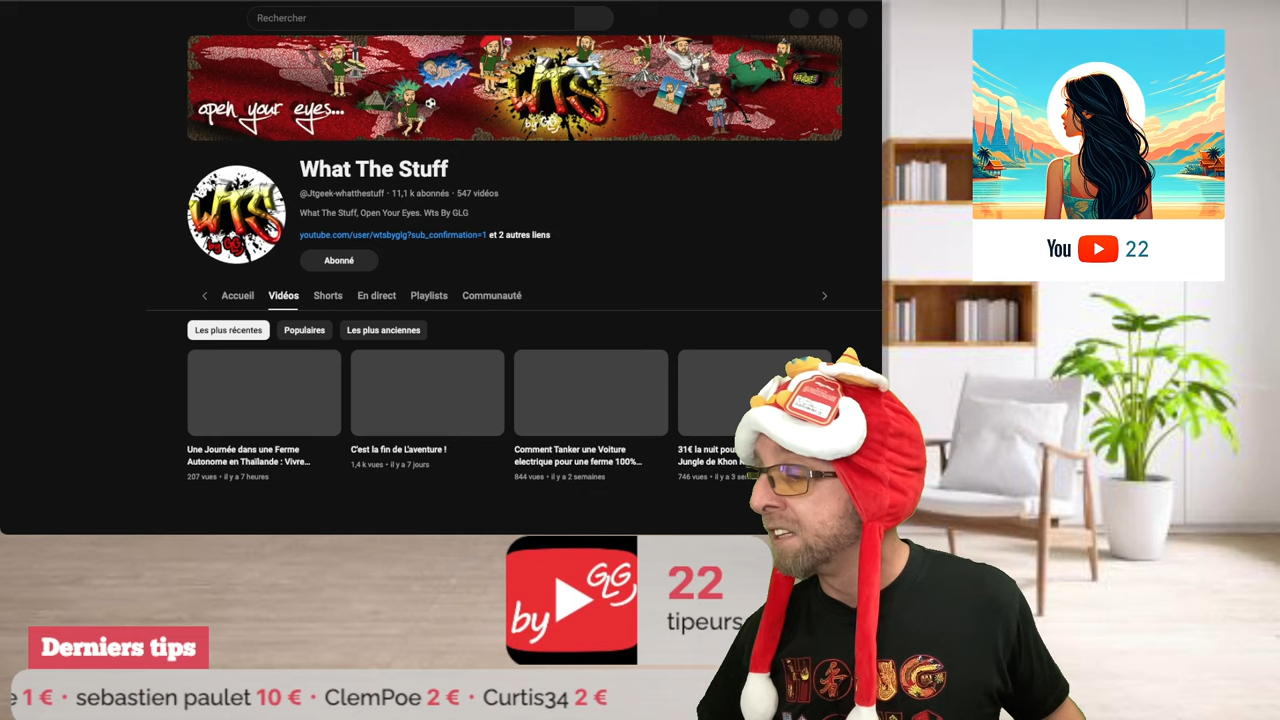 Rechercher
open your eyes...
WTS
by GLG
What The Stuff
@Jtgeek-whatthestuff · 11,1 k abonnés · 547 vidéos
What The Stuff, Open Your Eyes. Wts By GLG
youtube.com/user/wtsbyglg?sub_confirmation=1 et 2 autres liens
Abonné
WTS
by GLG
Accueil Vidéos Shorts En direct Playlists Communauté
Les plus récentes Populaires Les plus anciennes
Une Journée dans une Ferme
Autonome en Thaïlande : Vivre...
207 vues • il y a 7 heures
C'est la fin de L'aventure !
1,4 k vues • il y a 7 jours
Comment Tanker une Voiture
electrique pour une ferme 100%...
844 vues • il y a 2 semaines
31€ la nuit pou
Jungle de Khon
746 vues • il y a 3
You 22
by GLG
22
tipeurs
Derniers tips
1 € · sebastien paulet 10 € · ClemPoe 2 € · Curtis34 2 €